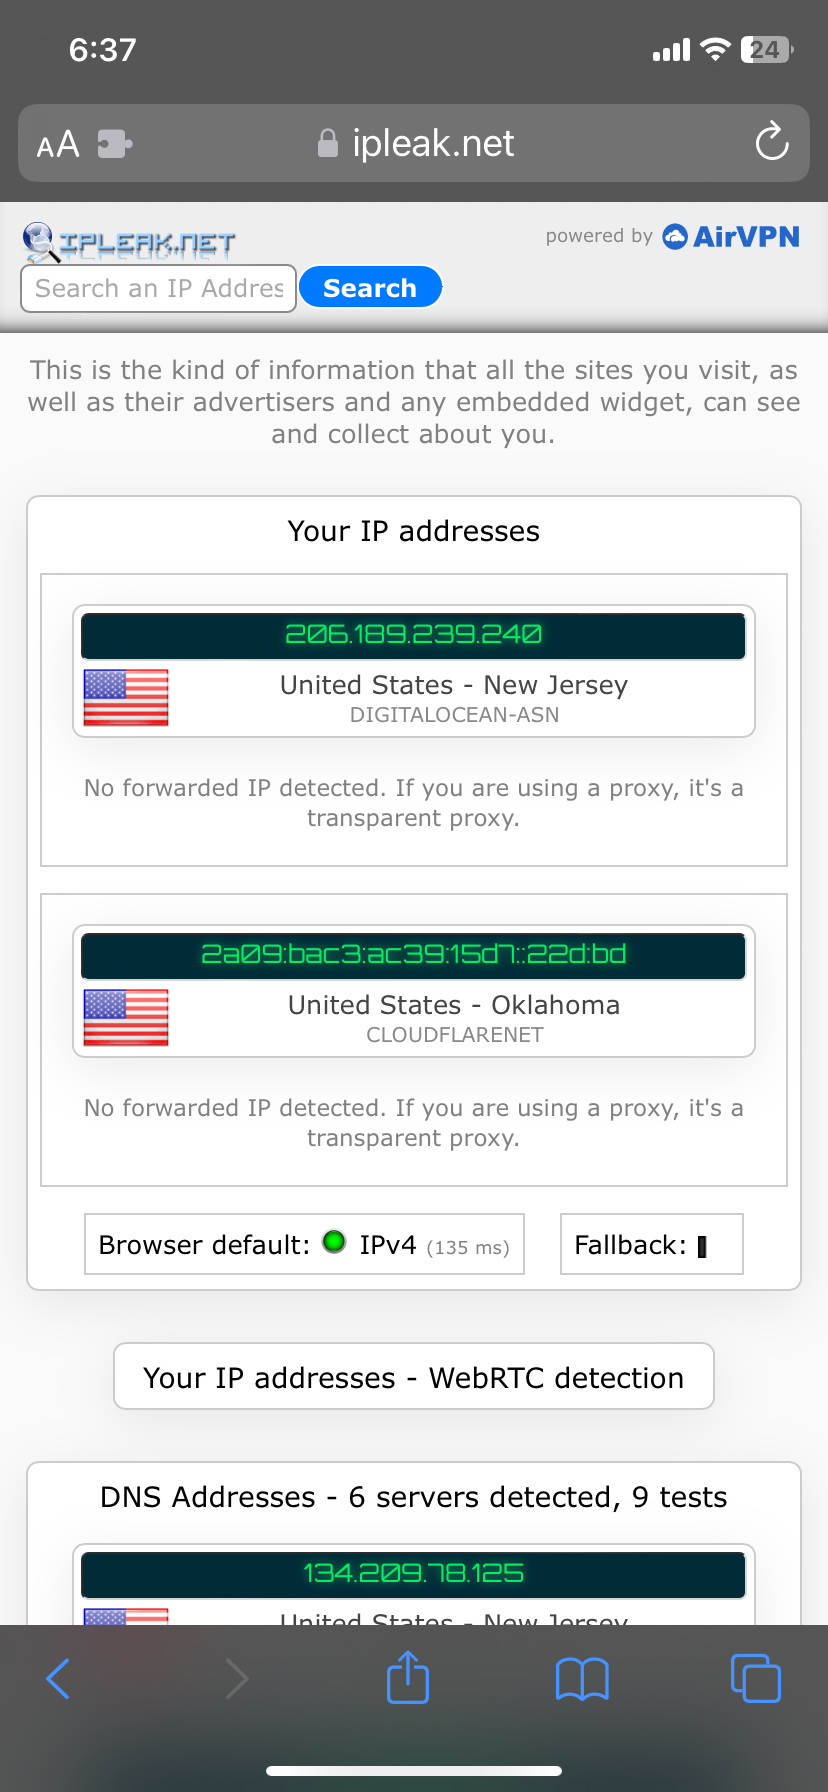 6:37
24
AA
ipleak.net
IPLEAK.NET
powered by AirVPN
Search an IP Addres
Search
This is the kind of information that all the sites you visit, as
well as their advertisers and any embedded widget, can see
and collect about you.
Your IP addresses
206.189.239.240
United States - New Jersey
DIGITALOCEAN-ASN
No forwarded IP detected. If you are using a proxy, it's a
transparent proxy.
2a09:bac3:ac39:15d7::22d:bd
United States - Oklahoma
CLOUDFLARENET
No forwarded IP detected. If you are using a proxy, it's a
transparent proxy.
Browser default: IPv4 (135 ms)
Fallback:
Your IP addresses - WebRTC detection
DNS Addresses - 6 servers detected, 9 tests
134.209.78.125
United States - New Jersey